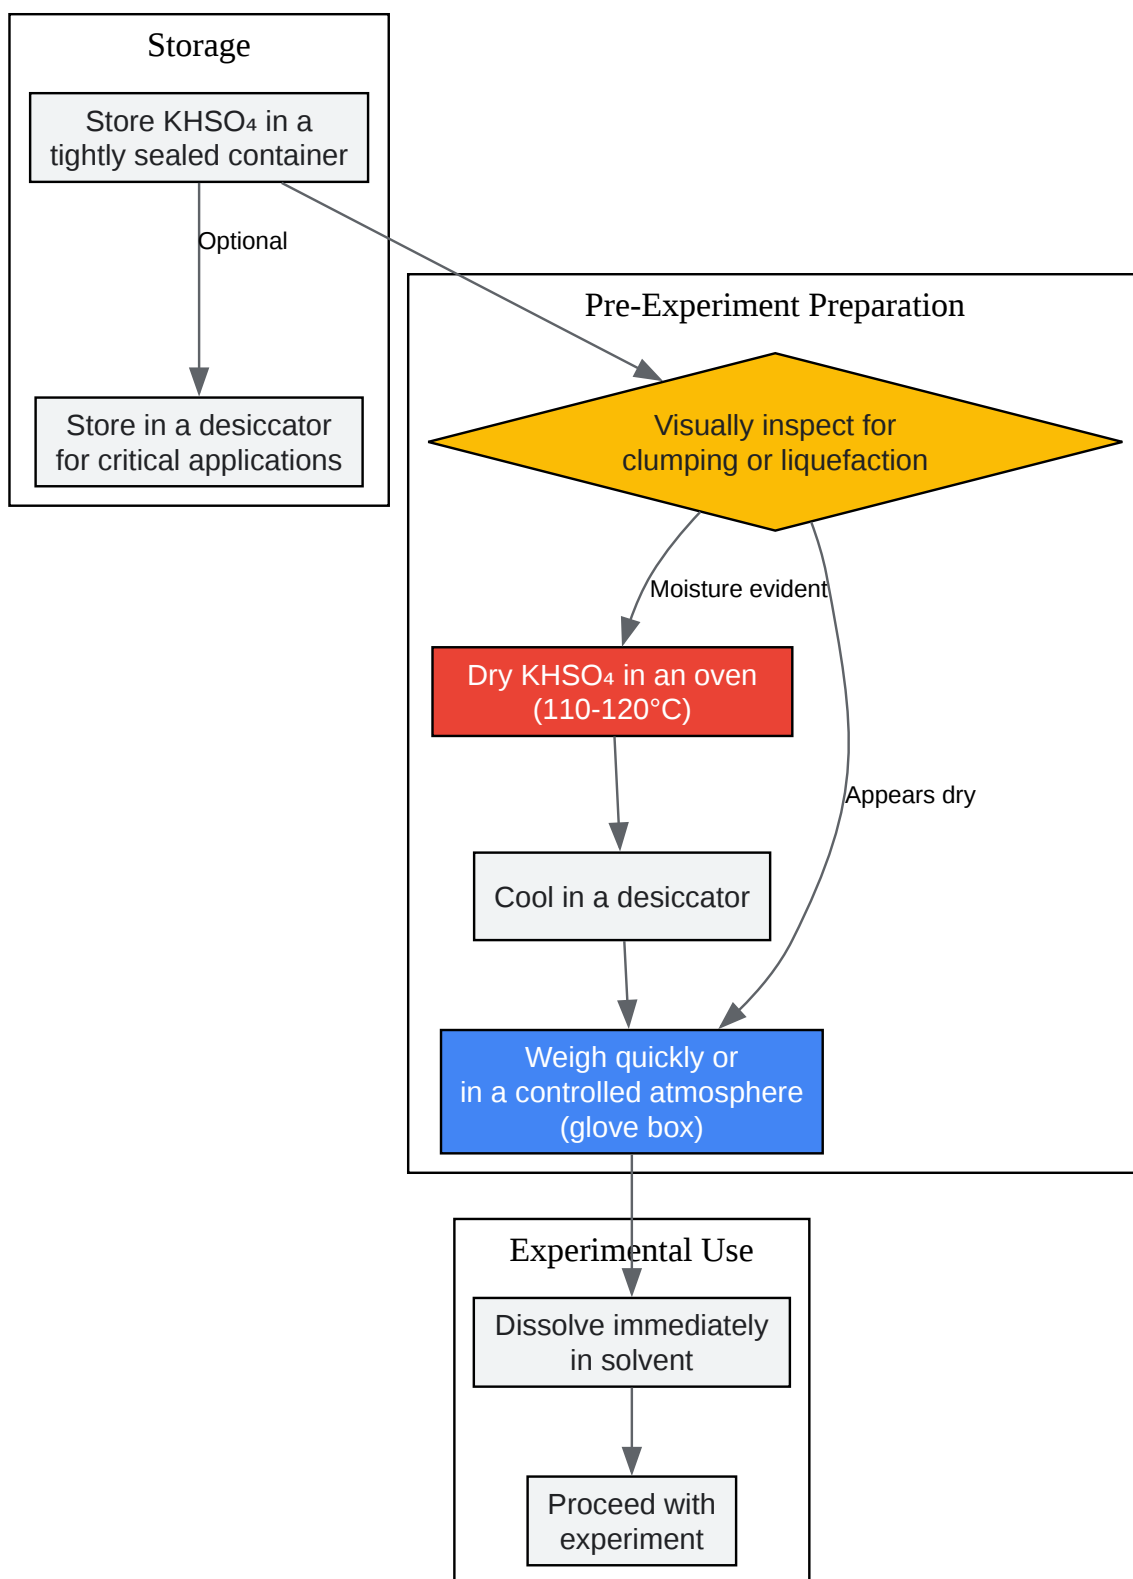 Storage
Store KHSO₄ in a
tightly sealed container
Optional
Store in a desiccator
for critical applications
Pre-Experiment Preparation
Visually inspect for
clumping or liquefaction
Moisture evident
Dry KHSO₄ in an oven
(110-120°C)
Appears dry
Cool in a desiccator
Weigh quickly or
in a controlled atmosphere
(glove box)
Experimental Use
Dissolve immediately
in solvent
Proceed with
experiment